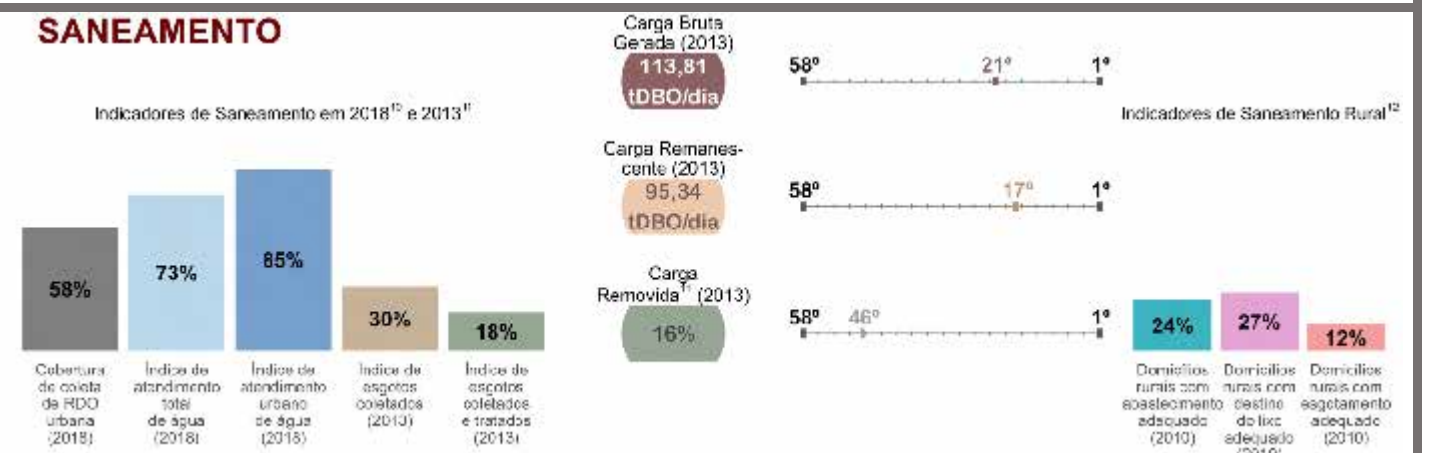 SANEAMENTO
Indicadores de Saneamento em 2018¹⁰ e 2013¹¹
58%
73%
85%
30%
18%
Cobertura
de coleta
de RDO
urbana
(2018)
Índice de
atendimento
total
de água
(2018)
Índice de
atendimento
urbano
de água
(2018)
Índice de
esgotos
coletados
(2013)
Índice de
esgotos
coletados
e tratados
(2013)
Carga Bruta
Gerada (2013)
113,81
tDBO/dia
58º 21º 1º
Carga Remanes-
cente (2013)
95,34
tDBO/dia
58º 17º 1º
Carga
Removida¹¹ (2013)
16%
58º 46º 1º
Indicadores de Saneamento Rural¹²
24%
27%
12%
Domicílios
rurais com
abastecimento
adequado
(2010)
Domicílios
rurais com
destino
do lixo
adequado
(2010)
Domicílios
rurais com
esgotamento
adequado
(2010)